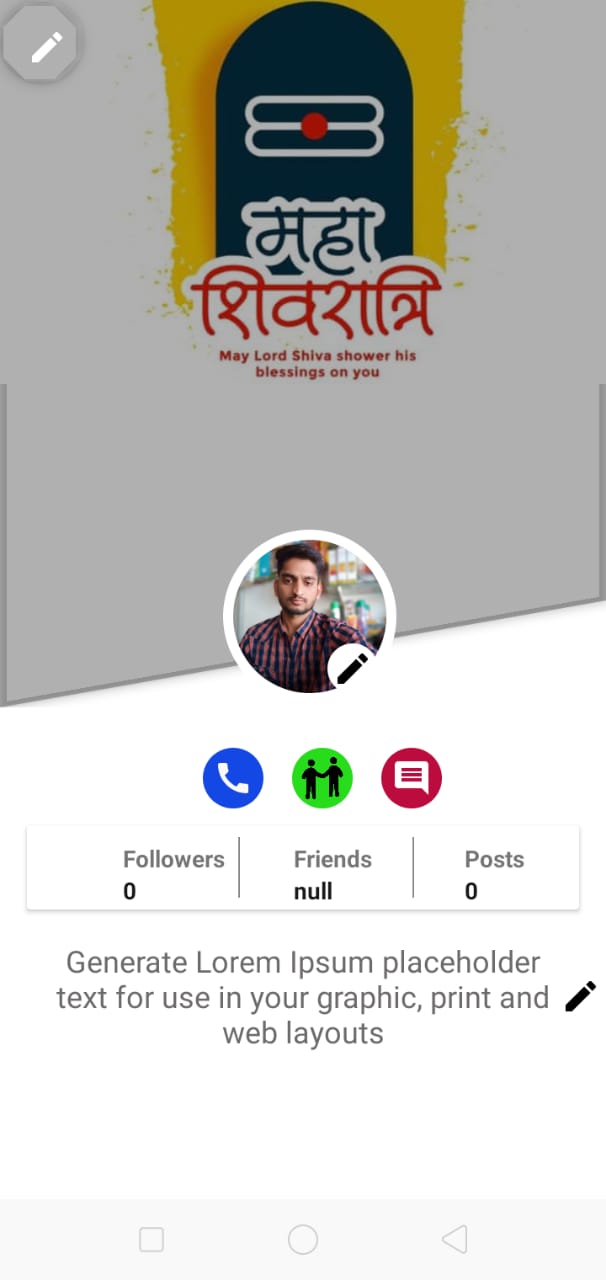 महा
शिवरात्रि
May Lord Shiva shower his
blessings on you
Followers Friends Posts
0 null 0
Generate Lorem Ipsum placeholder
text for use in your graphic, print and
web layouts